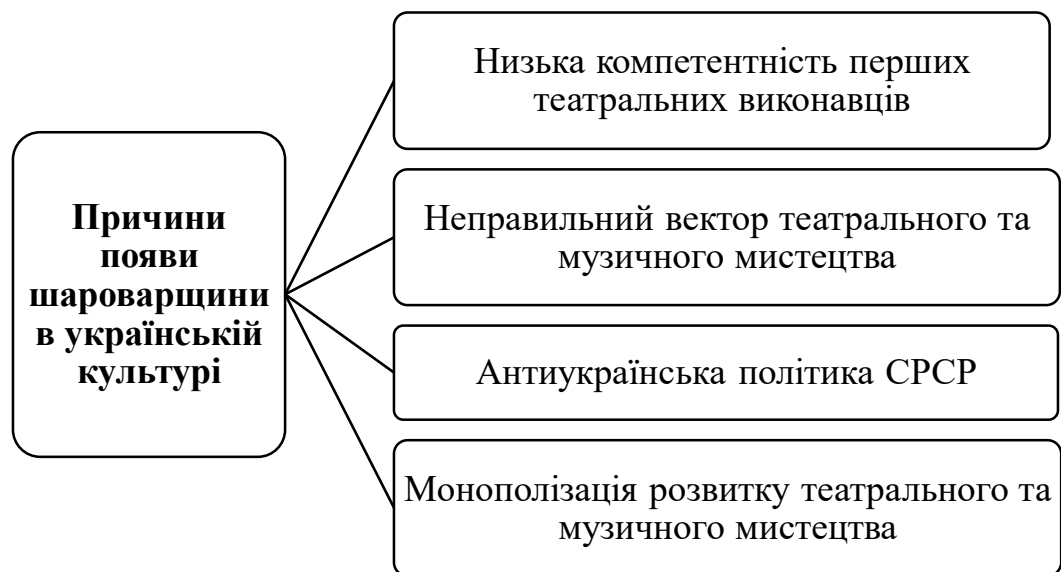 Причини
появи
шароварщини
в українській
культурі
Низька компетентність перших
театральних виконавців
Неправильний вектор театрального та
музичного мистецтва
Антиукраїнська політика СРСР
Монополізація розвитку театрального та
музичного мистецтва